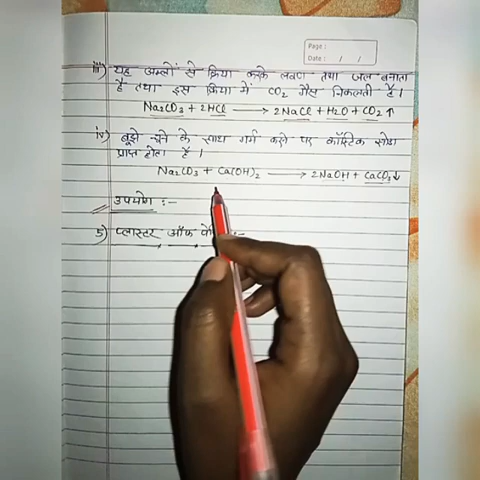 Page :
Date : / /
iii) यह अम्लों से क्रिया करके लवण तथा जल बनाता
है तथा इस क्रिया में CO2 गैस निकलती है।
Na2CO3 + 2HCl → 2NaCl + H2O + CO2 ↑
iv) बूझे चूने के साथ गर्म करने पर कॉस्टिक सोडा
प्राप्त होता है।
Na2CO3 + Ca(OH)2 → 2NaOH + CaCO3↓
उपयोग :-
5) प्लास्टर ऑफ :-